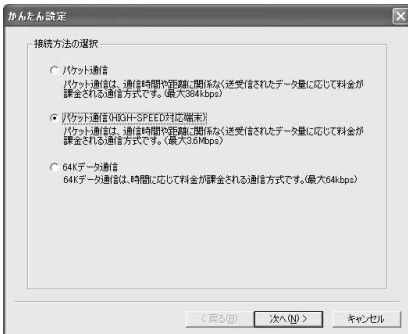 かんたん設定
接続方法の選択
パケット通信
パケット通信は、通信時間や距離に関係なく送受信されたデータ量に応じて料金が
課金される通信方式です。(最大384kbps)
パケット通信(HIGH-SPEED対応端末)
パケット通信は、通信時間や距離に関係なく送受信されたデータ量に応じて料金が
課金される通信方式です。(最大3.6Mbps)
64Kデータ通信
64Kデータ通信は、時間に応じて料金が課金される通信方式です。(最大64kbps)
< 戻る(B) 次へ(N) > キャンセル